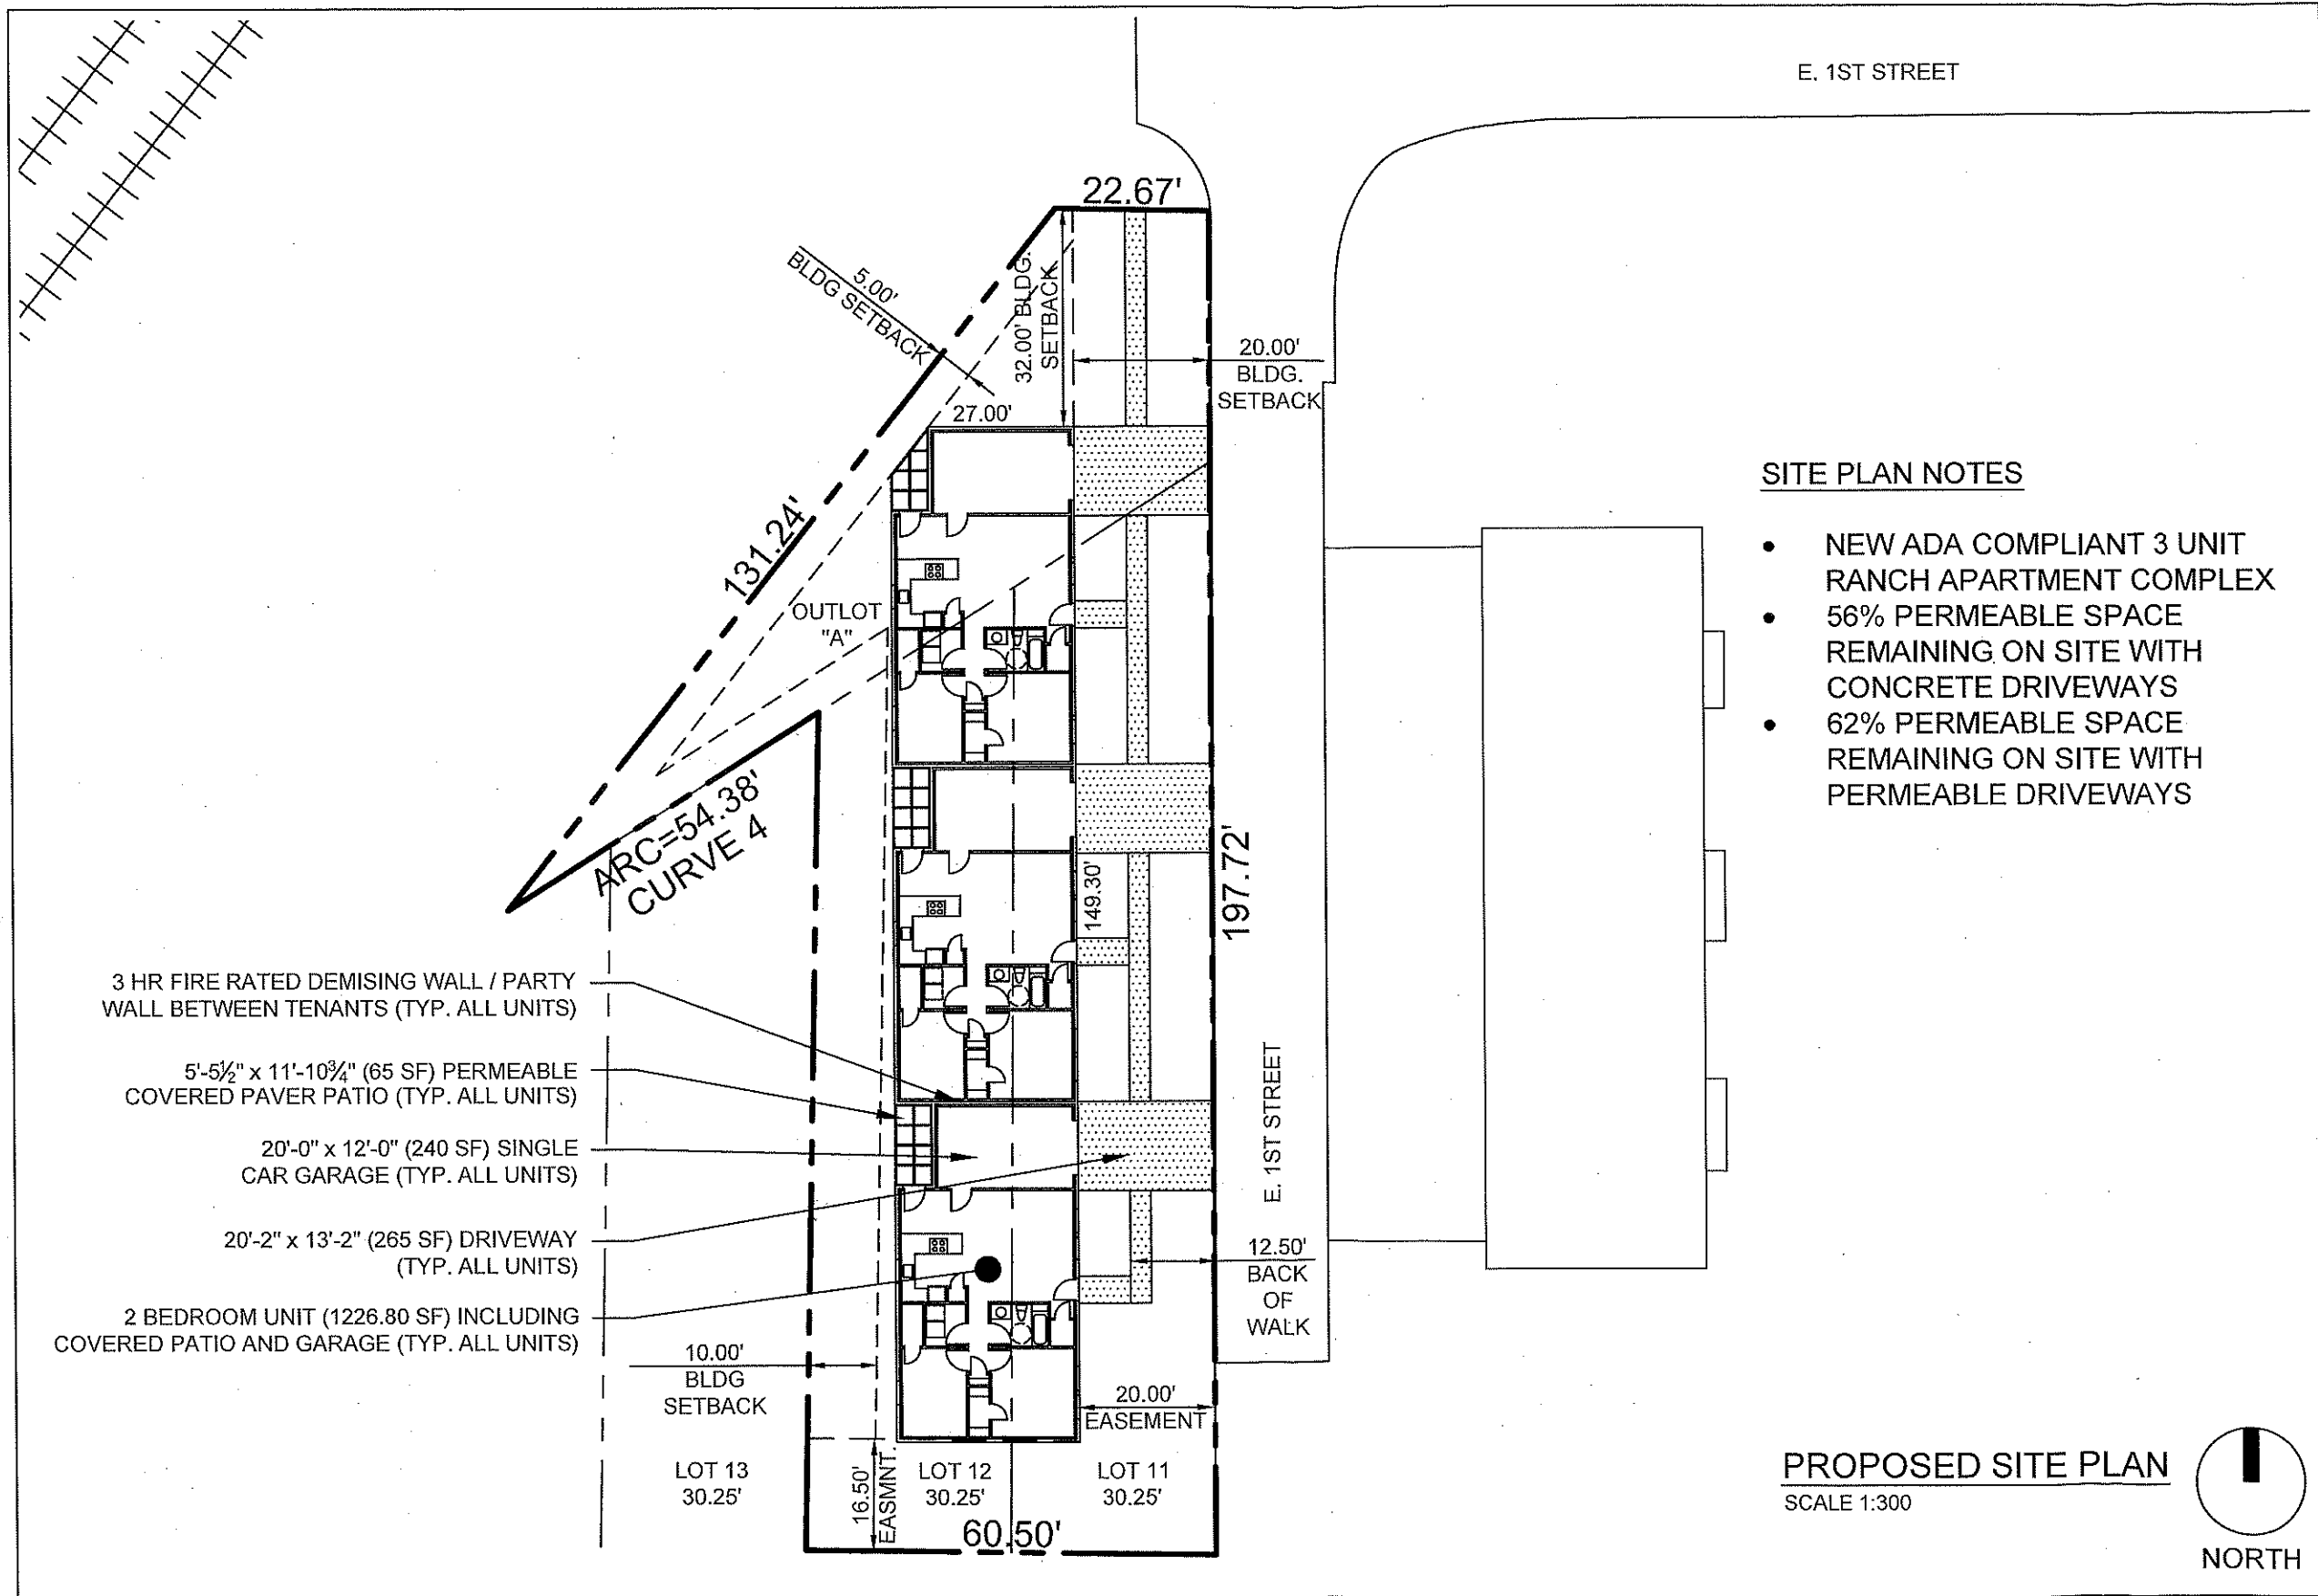 E. 1ST STREET
22.67'
5.00'
BLDG SETBACK
32.00' BLDG.
SETBACK
20.00'
BLDG.
SETBACK
27.00'
131.24'
OUTLOT
"A"
ARC=54.38'
CURVE 4
149.30'
197.72'
SITE PLAN NOTES
• NEW ADA COMPLIANT 3 UNIT
RANCH APARTMENT COMPLEX
• 56% PERMEABLE SPACE
REMAINING ON SITE WITH
CONCRETE DRIVEWAYS
• 62% PERMEABLE SPACE
REMAINING ON SITE WITH
PERMEABLE DRIVEWAYS
3 HR FIRE RATED DEMISING WALL / PARTY
WALL BETWEEN TENANTS (TYP. ALL UNITS)
5'-5½" x 11'-10¾" (65 SF) PERMEABLE
COVERED PAVER PATIO (TYP. ALL UNITS)
20'-0" x 12'-0" (240 SF) SINGLE
CAR GARAGE (TYP. ALL UNITS)
20'-2" x 13'-2" (265 SF) DRIVEWAY
(TYP. ALL UNITS)
2 BEDROOM UNIT (1226.80 SF) INCLUDING
COVERED PATIO AND GARAGE (TYP. ALL UNITS)
E. 1ST STREET
12.50'
BACK
OF
WALK
10.00'
BLDG
SETBACK
20.00'
EASEMENT
16.50'
EASMNT.
LOT 13
30.25'
LOT 12
30.25'
LOT 11
30.25'
60.50'
PROPOSED SITE PLAN
SCALE 1:300
NORTH